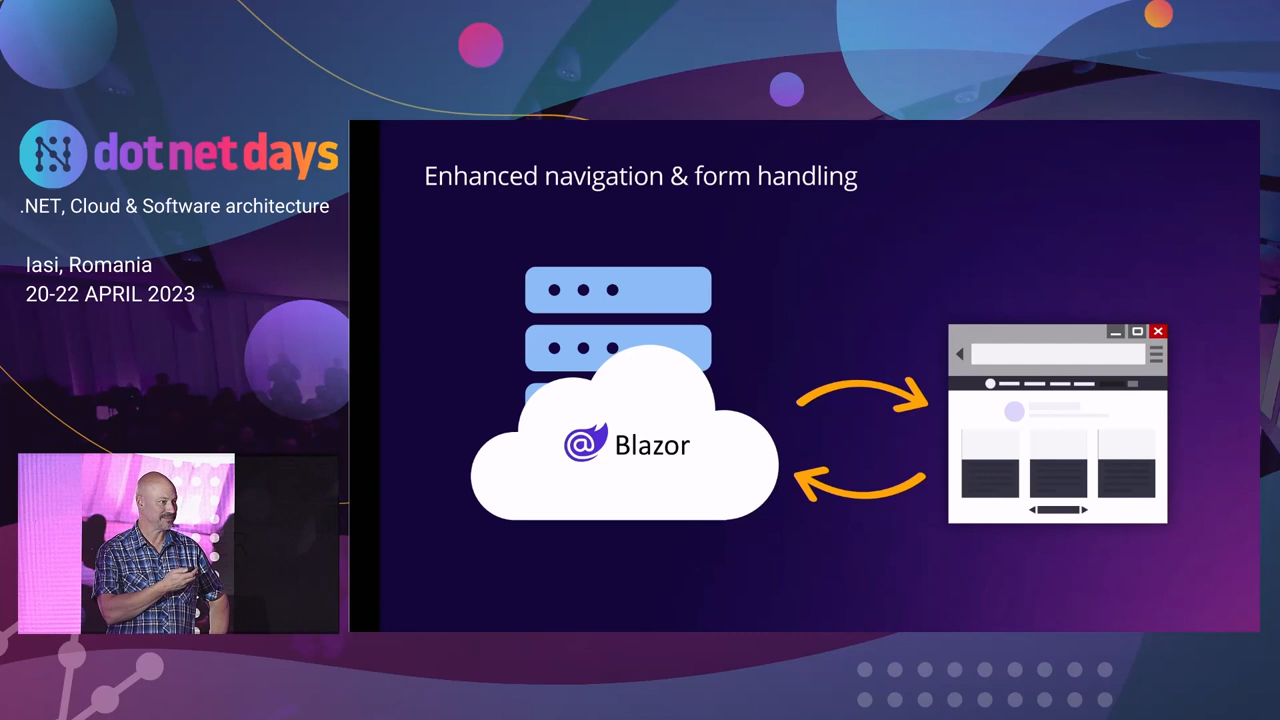 dotnetdays
.NET, Cloud & Software architecture
Iasi, Romania
20-22 APRIL 2023
Enhanced navigation & form handling
@ Blazor